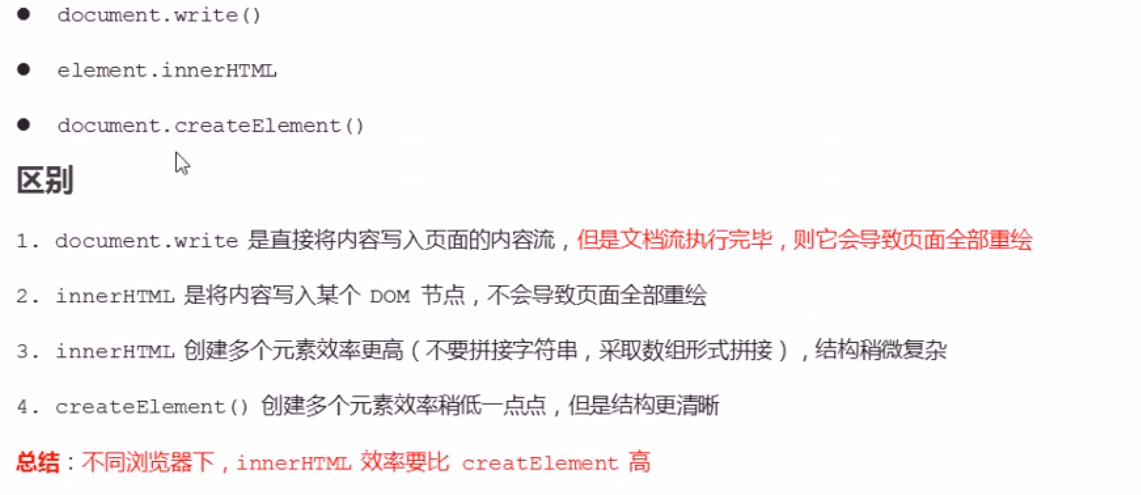 ● document.write()
● element.innerHTML
● document.createElement()
区别
1. document.write 是直接将内容写入页面的内容流，但是文档流执行完毕，则它会导致页面全部重绘
2. innerHTML 是将内容写入某个 DOM 节点，不会导致页面全部重绘
3. innerHTML 创建多个元素效率更高（不要拼接字符串，采取数组形式拼接），结构稍微复杂
4. createElement() 创建多个元素效率稍低一点点，但是结构更清晰
总结：不同浏览器下，innerHTML 效率要比 creatElement 高